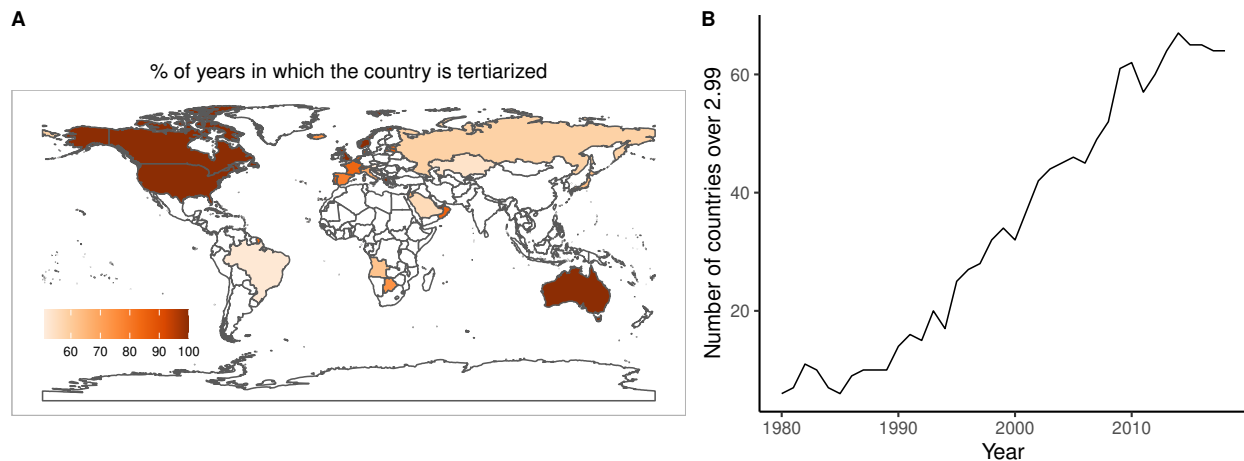 A
% of years in which the country is tertiarized
60 70 80 90 100
B
Number of countries over 2.99
60
40
20
1980 1990 2000 2010
Year